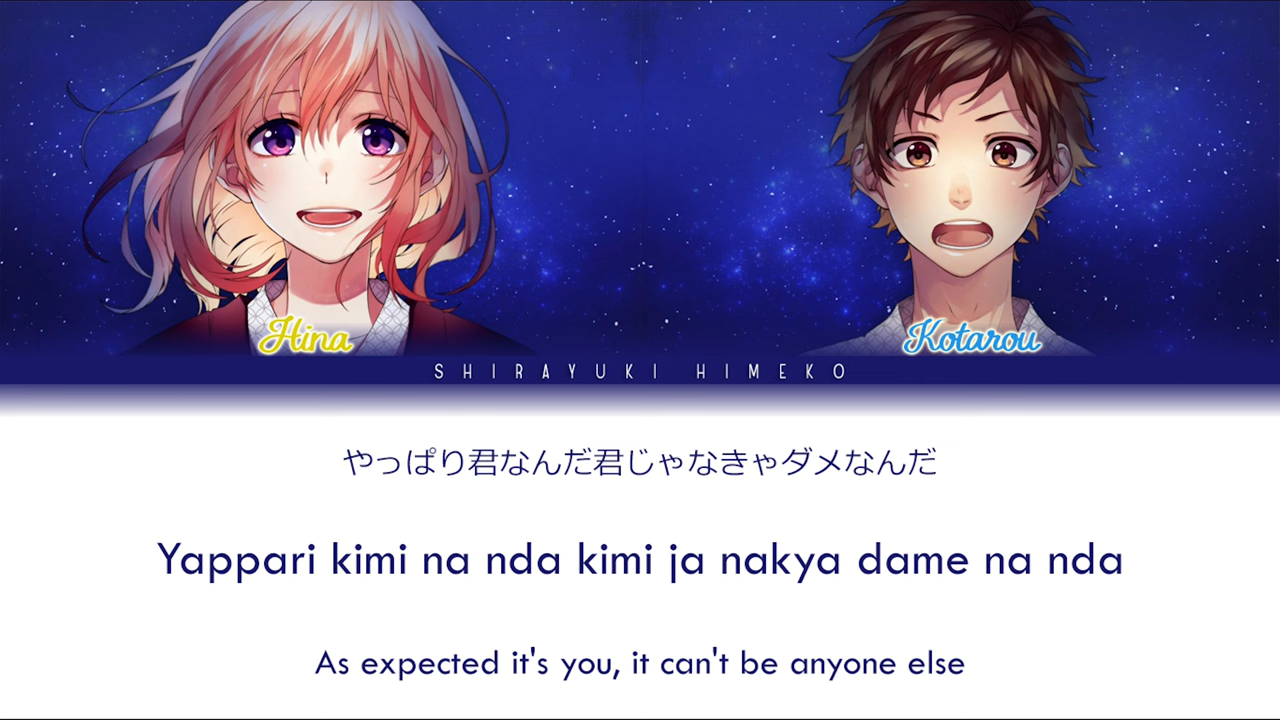 Hina
Kotarou
SHIRAYUKI HIMEKO
やっぱり君なんだ君じゃなきゃダメなんだ
Yappari kimi na nda kimi ja nakya dame na nda
As expected it's you, it can't be anyone else